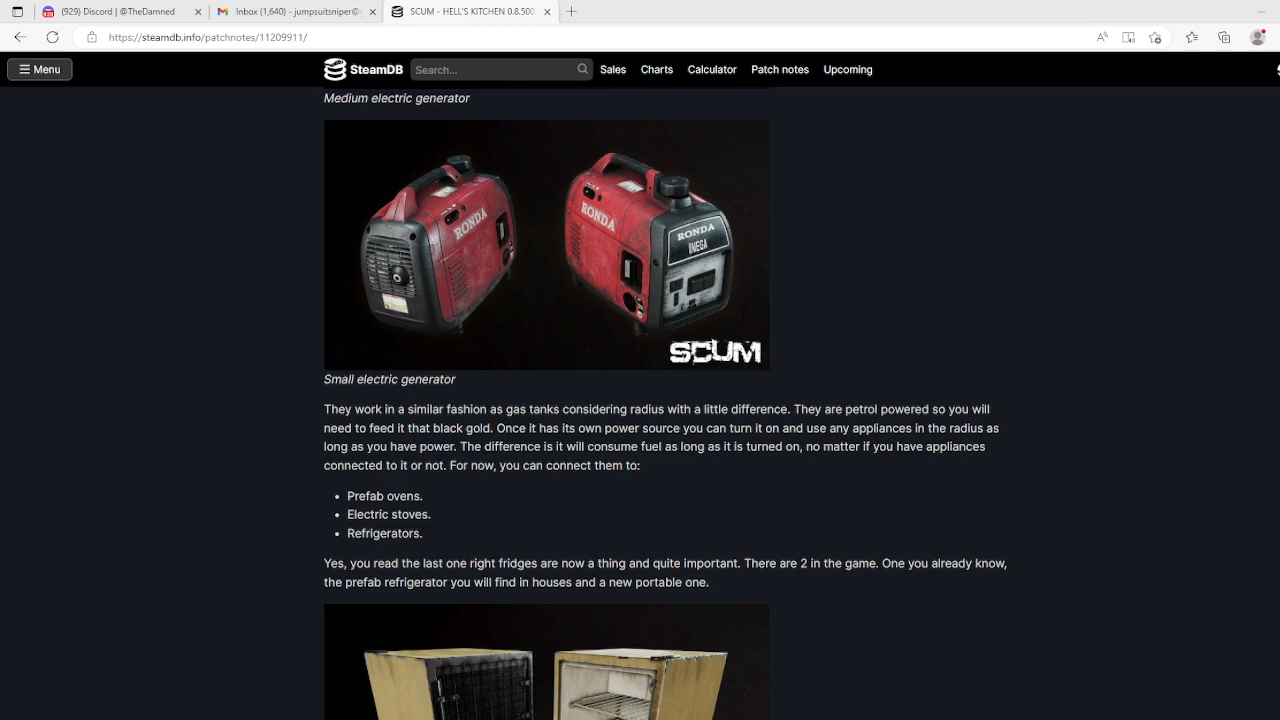 (929) Discord | @TheDamned
Inbox (1,640) - jumpsuitsniper@
SCUM - HELL'S KITCHEN 0.8.500
https://steamdb.info/patchnotes/11209911/
Menu
SteamDB
Search...
Sales
Charts
Calculator
Patch notes
Upcoming
Medium electric generator
RONDA
RONDA
RONDA
SCUM
Small electric generator
They work in a similar fashion as gas tanks considering radius with a little difference. They are petrol powered so you will
need to feed it that black gold. Once it has its own power source you can turn it on and use any appliances in the radius as
long as you have power. The difference is it will consume fuel as long as it is turned on, no matter if you have appliances
connected to it or not. For now, you can connect them to:
• Prefab ovens.
• Electric stoves.
• Refrigerators.
Yes, you read the last one right fridges are now a thing and quite important. There are 2 in the game. One you already know,
the prefab refrigerator you will find in houses and a new portable one.